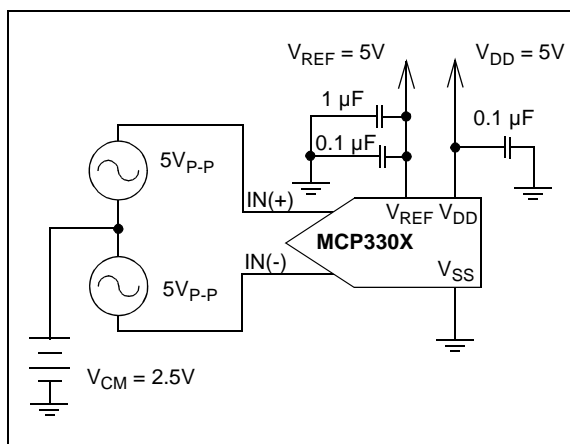 V_REF = 5V V_DD = 5V
1 µF
0.1 µF
0.1 µF
5V_P-P
IN(+)
V_REF V_DD
MCP330X
IN(-)
V_SS
5V_P-P
V_CM = 2.5V